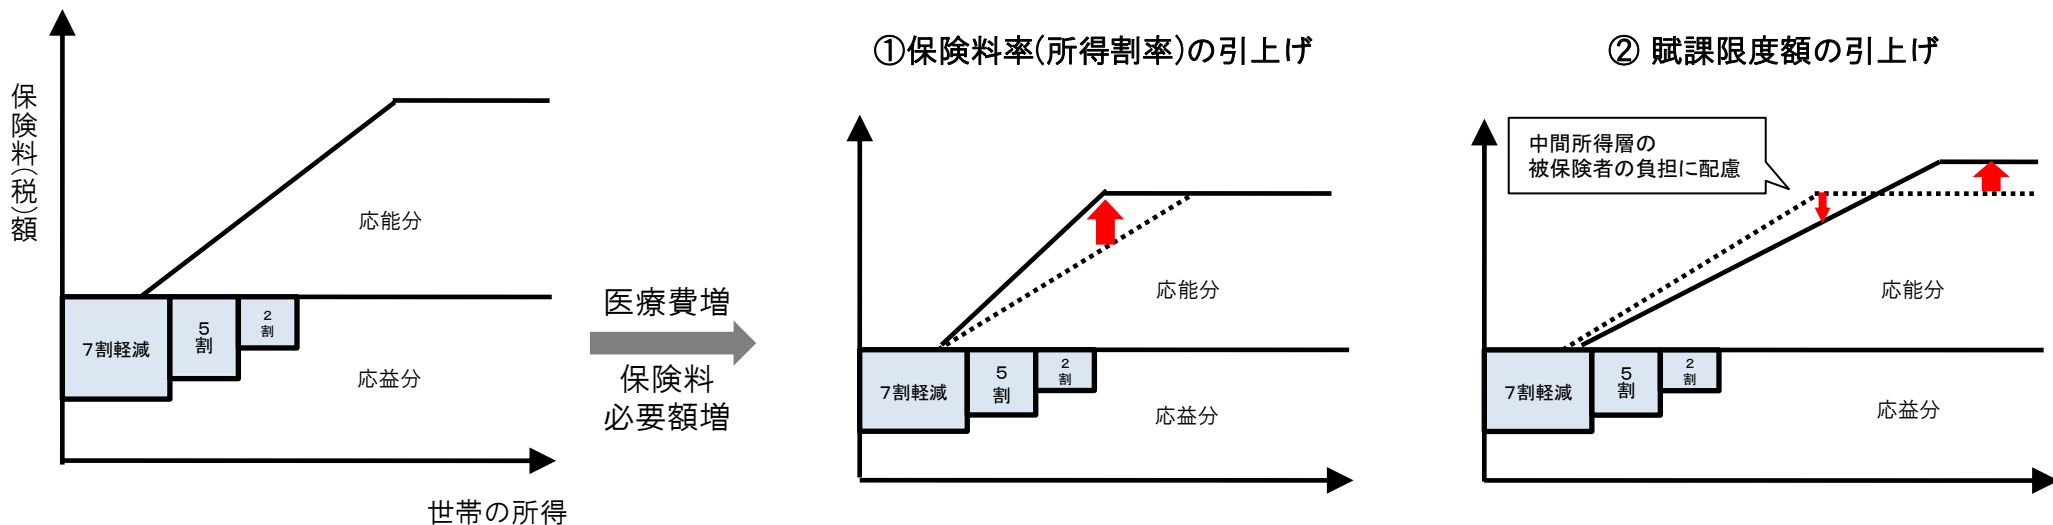 保険料(税)額
応能分
7割軽減
5割
2割
応益分
世帯の所得
医療費増
保険料
必要額増
①保険料率(所得割率)の引上げ
応能分
7割軽減
5割
2割
応益分
② 賦課限度額の引上げ
中間所得層の
被保険者の負担に配慮
応能分
7割軽減
5割
2割
応益分